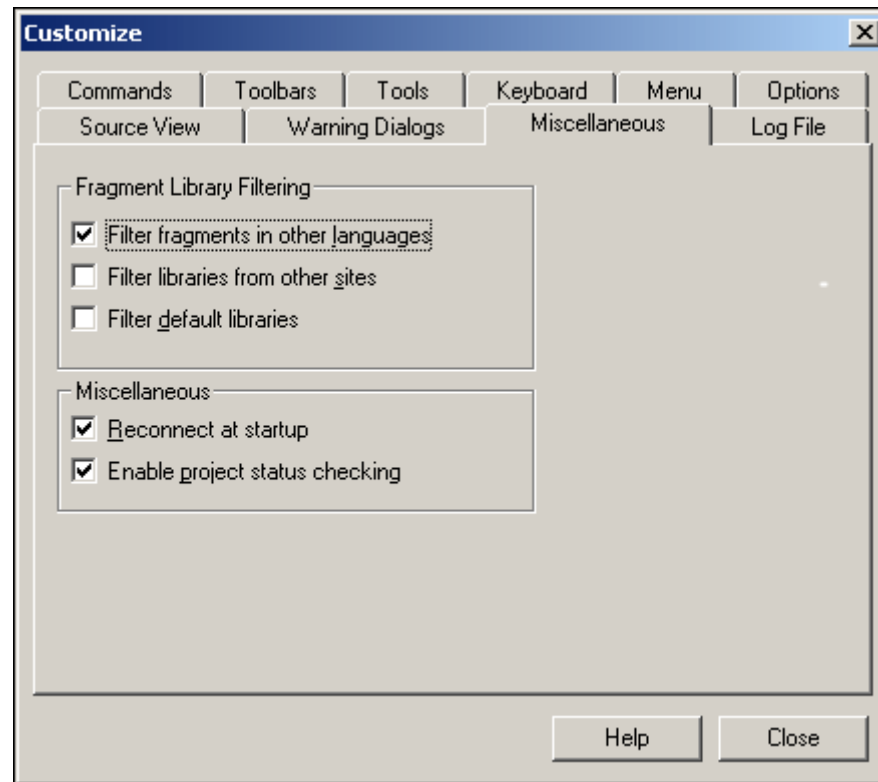 Customize
Commands Toolbars Tools Keyboard Menu Options
Source View Warning Dialogs Miscellaneous Log File
Fragment Library Filtering
Filter fragments in other languages
Filter libraries from other sites
Filter default libraries
Miscellaneous
Reconnect at startup
Enable project status checking
Help Close